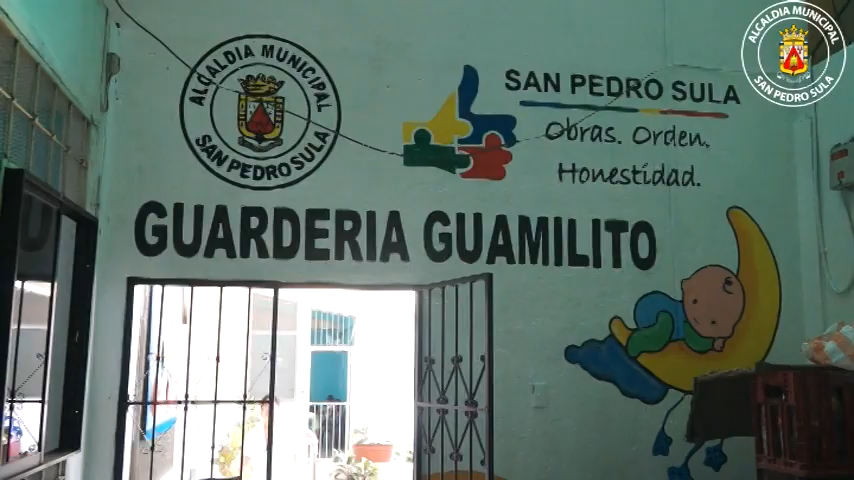 ALCALDIA MUNICIPAL
SAN PEDRO SULA
SAN PEDRO SULA
Obras. Orden.
Honestidad.
GUARDERIA GUAMILITO
ALCALDIA MUNICIPAL
SAN PEDRO SULA